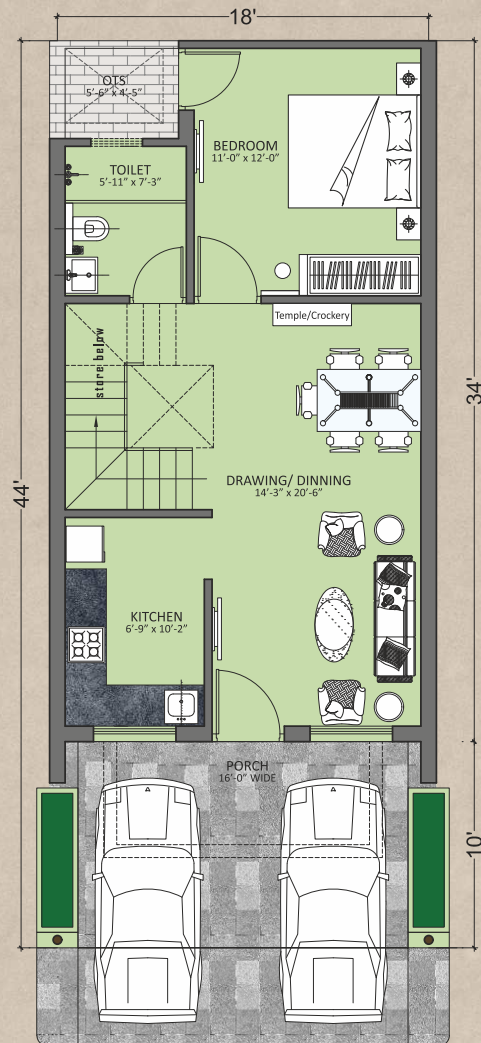 18'
OTS
5'-6" x 4'-5"
BEDROOM
11'-0" x 12'-0"
TOILET
5'-11" x 7'-3"
Temple/Crockery
store below
34'
44'
DRAWING/ DINNING
14'-3" x 20'-6"
KITCHEN
6'-9" x 10'-2"
PORCH
16'-0" WIDE
10'